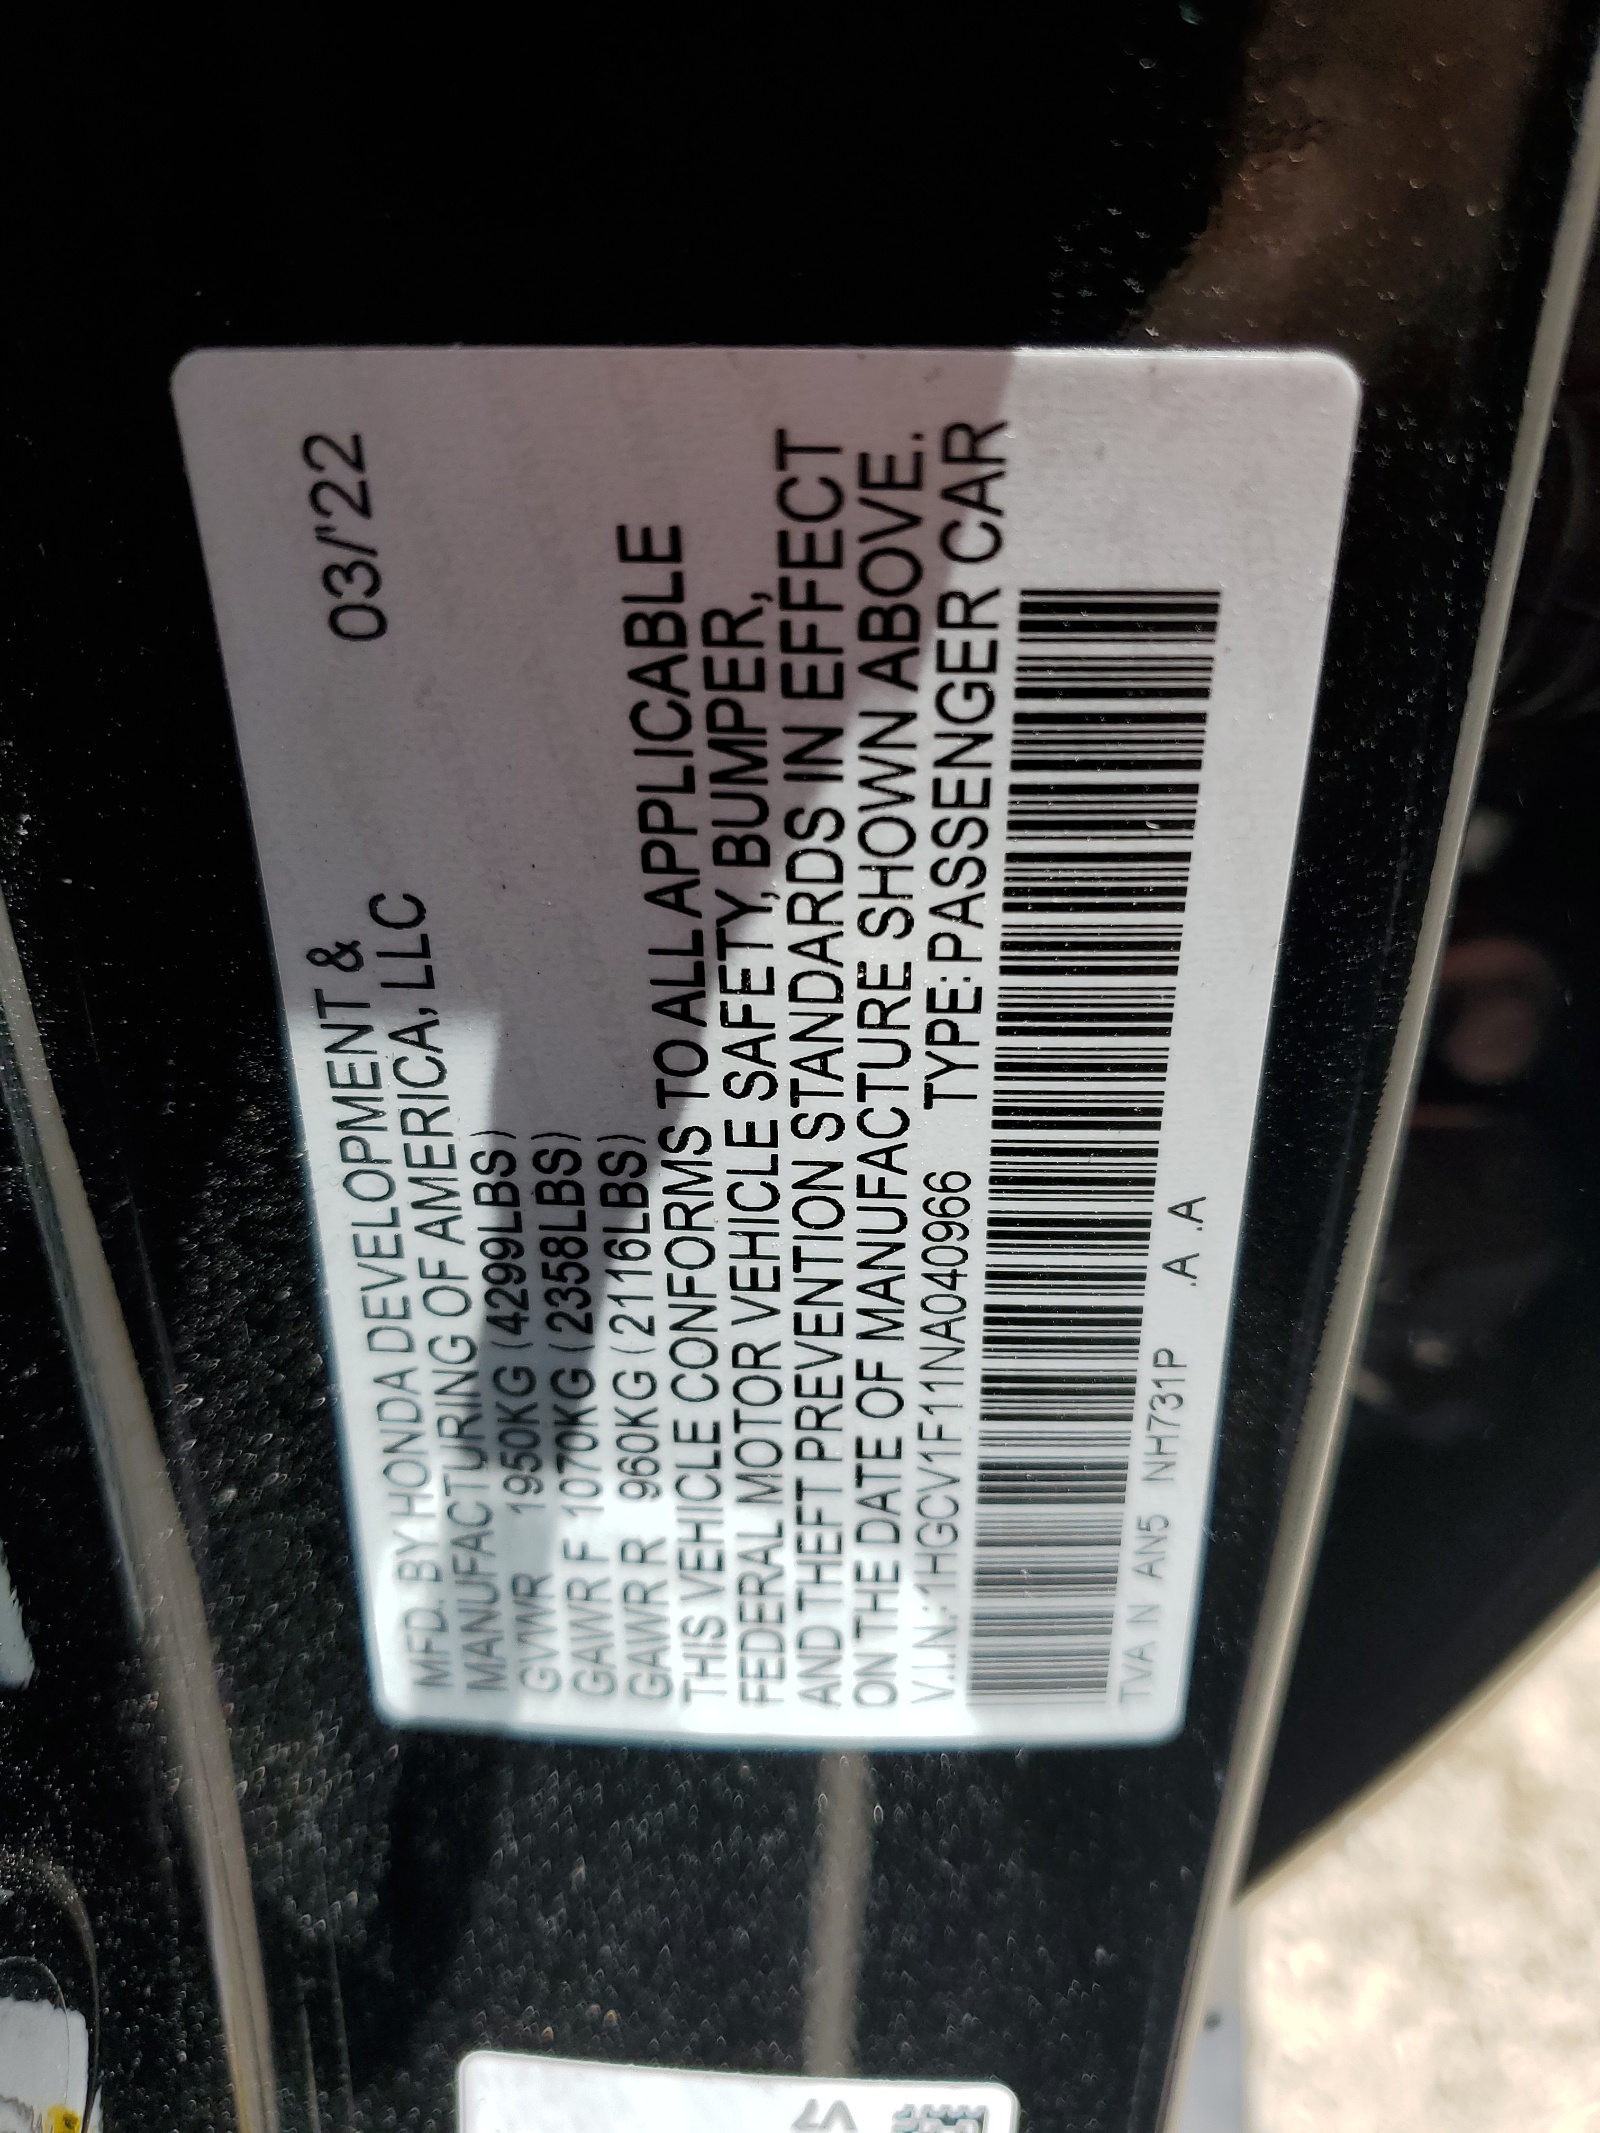 MFD. BY HONDA DEVELOPMENT & 03/'22
MANUFACTURING OF AMERICA, LLC
GVWR 1950KG (4299LBS)
GAWR F 1070KG (2358LBS)
GAWR R 960KG (2116LBS)
THIS VEHICLE CONFORMS TO ALL APPLICABLE
FEDERAL MOTOR VEHICLE SAFETY, BUMPER,
AND THEFT PREVENTION STANDARDS IN EFFECT
ON THE DATE OF MANUFACTURE SHOWN ABOVE.
V.I.N.:1HGCV1F11NA040966 TYPE:PASSENGER CAR
TVA N AN5 NH731P .A .A
V7